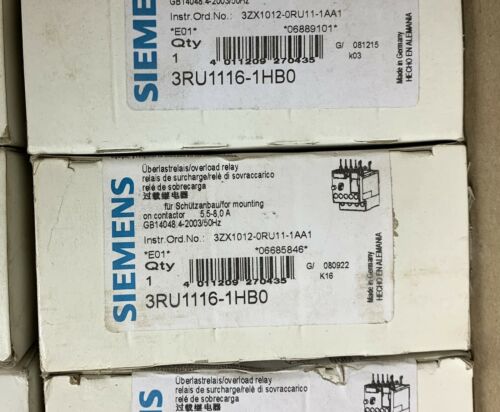 SIEMENS
GB14048.4-2003/50Hz
Instr.Ord.No.: 3ZX1012-0RU11-1AA1
*E01* *06889101*
Qty
1
4 011209 270435
G/ 081215
k03
3RU1116-1HB0
Made in Germany
HECHO EN ALEMANIA
SIEMENS
Überlastrelais/overload relay
relais de surcharge/relè di sovraccarico
relé de sobrecarga
过载继电器
für Schützanbau/for mounting
on contactor 5,5-8,0 A
GB14048.4-2003/50Hz
Instr.Ord.No.: 3ZX1012-0RU11-1AA1
*E01* *06685846*
Qty
1
4 011209 270435
G/ 080922
K16
3RU1116-1HB0
Made in Germany
HECHO EN ALEMANIA
Überlastrelais/overload relay
relais de surcharge/relè di sovraccarico
relé de sobrecarga
过载继电器